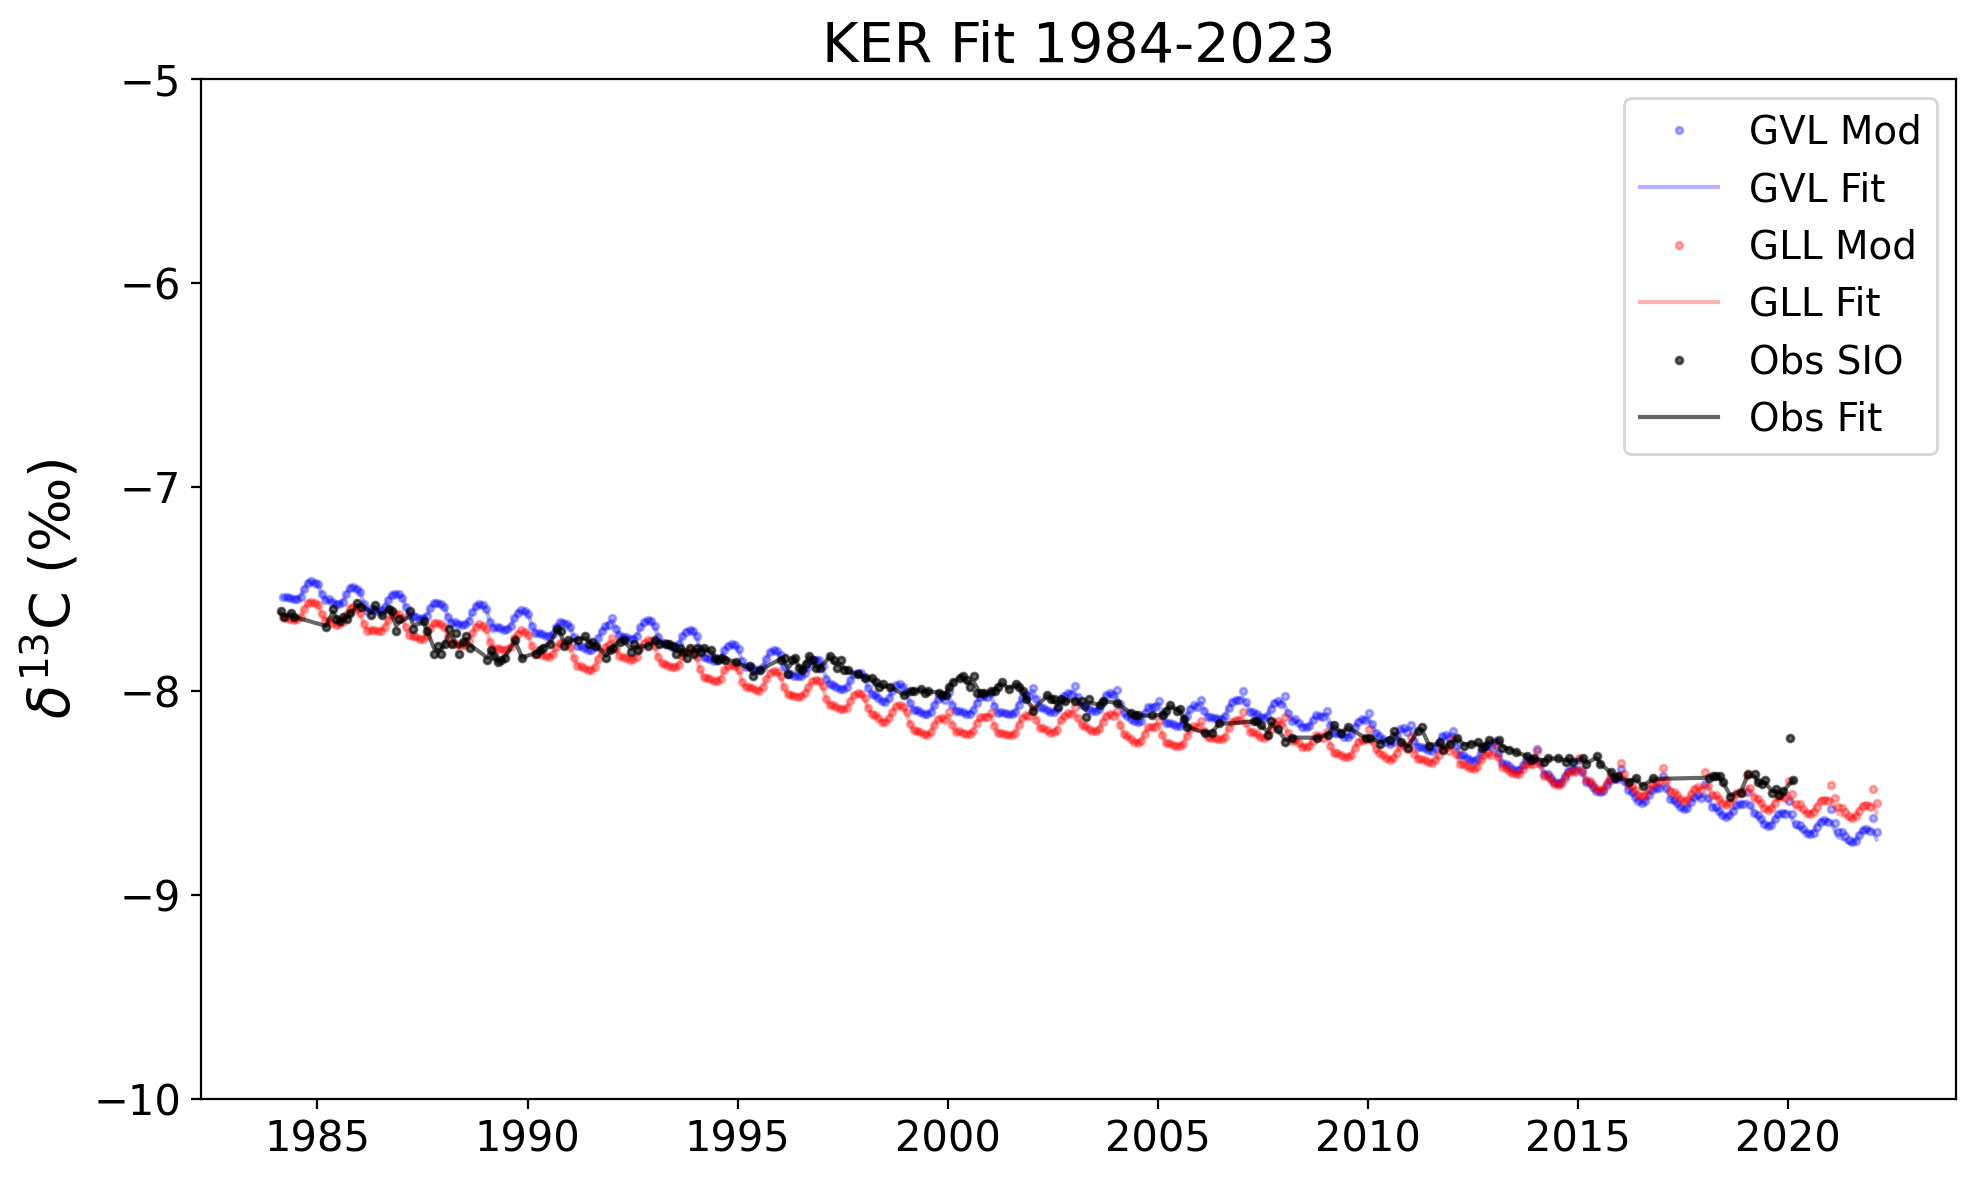 KER Fit 1984-2023
δ¹³C (‰)
−5
−6
−7
−8
−9
−10
1985 1990 1995 2000 2005 2010 2015 2020
GVL Mod
GVL Fit
GLL Mod
GLL Fit
Obs SIO
Obs Fit